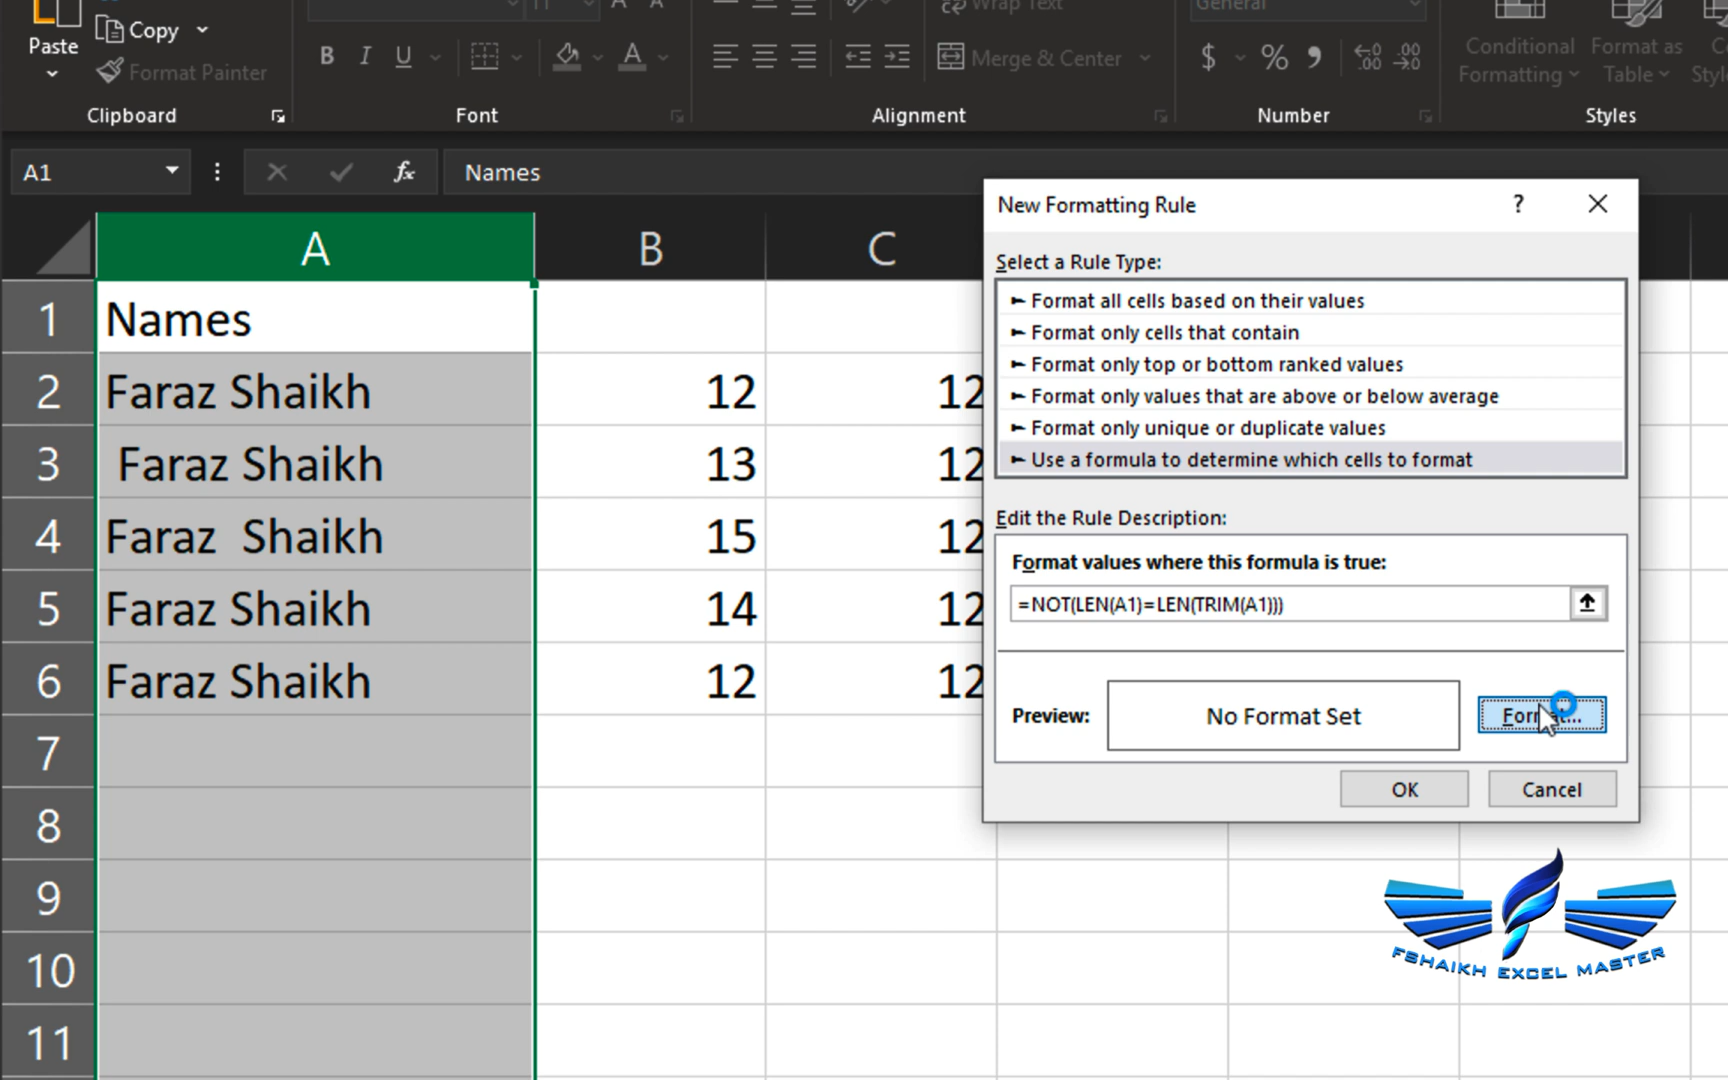 Paste
Copy
Format Painter
Clipboard
11
B I U
A
Font
Wrap Text
Merge & Center
Alignment
General
$ % ,
Number
Conditional Formatting
Format as Table
Styles
A1
fx
Names
A B C
1 Names
2 Faraz Shaikh 12 12
3  Faraz Shaikh 13 12
4 Faraz  Shaikh 15 12
5 Faraz Shaikh 14 12
6 Faraz Shaikh 12 12
7
8
9
10
11
New Formatting Rule ?
Select a Rule Type:
► Format all cells based on their values
► Format only cells that contain
► Format only top or bottom ranked values
► Format only values that are above or below average
► Format only unique or duplicate values
► Use a formula to determine which cells to format
Edit the Rule Description:
Format values where this formula is true:
=NOT(LEN(A1)=LEN(TRIM(A1)))
Preview:
No Format Set
Format...
OK
Cancel
FSHAIKH EXCEL MASTER